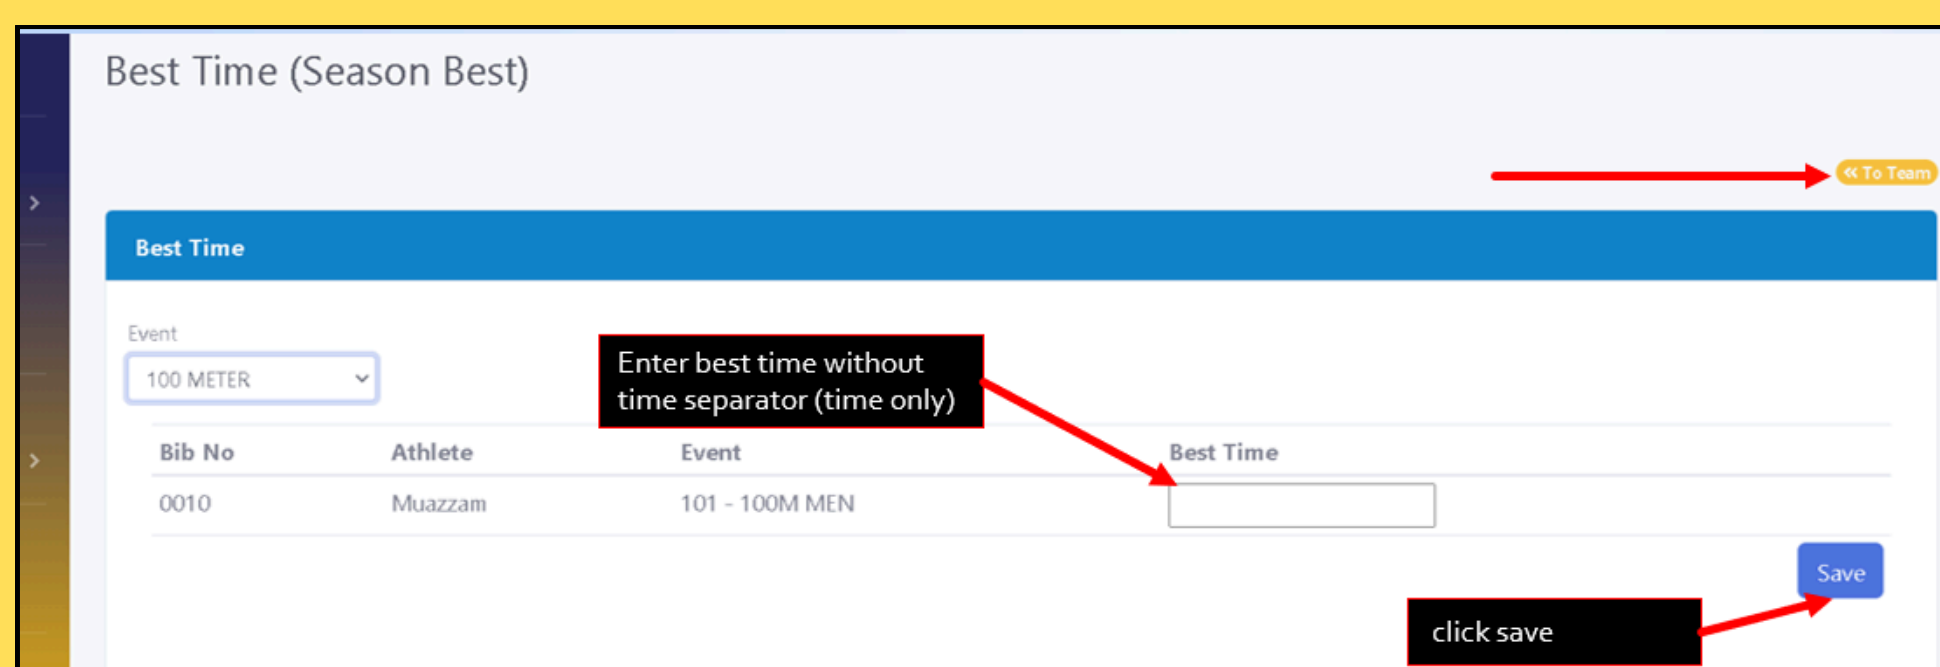 Best Time (Season Best)
« To Team
Best Time
Event
100 METER
Enter best time without
time separator (time only)
Bib No Athlete Event Best Time
0010 Muazzam 101 - 100M MEN
Save
click save